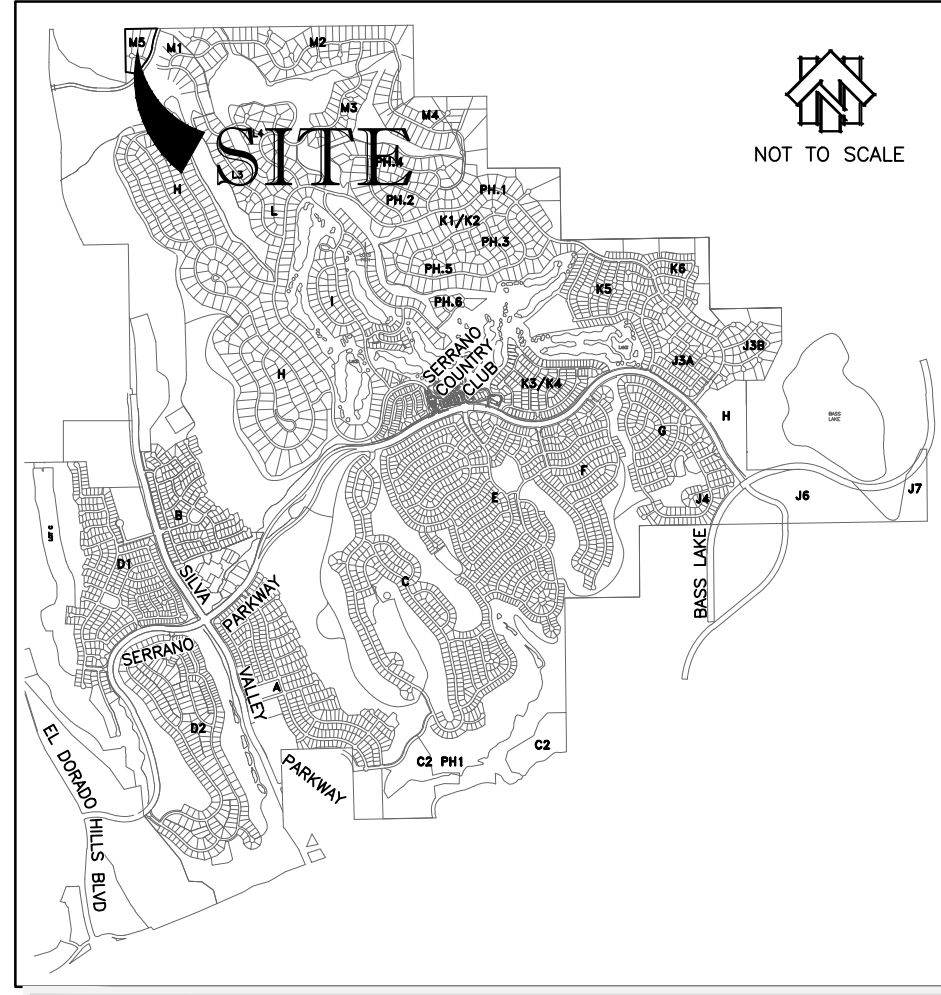 M5
M1
M2
M3
M4
L4
SITE
PH.4
L3
H
PH.2
PH.1
L
K1/K2
PH.3
PH.5
K6
K5
I
PH.6
NOT TO SCALE
SERRANO
COUNTRY
CLUB
J3A
J3B
H
K3/K4
H
BASS
LAKE
G
F
E
J4
J6
J7
B
D1
SILVA
PARKWAY
C
BASS LAKE
SERRANO
VALLEY
A
D2
C2
C2 PH1
PARKWAY
EL DORADO
HILLS BLVD